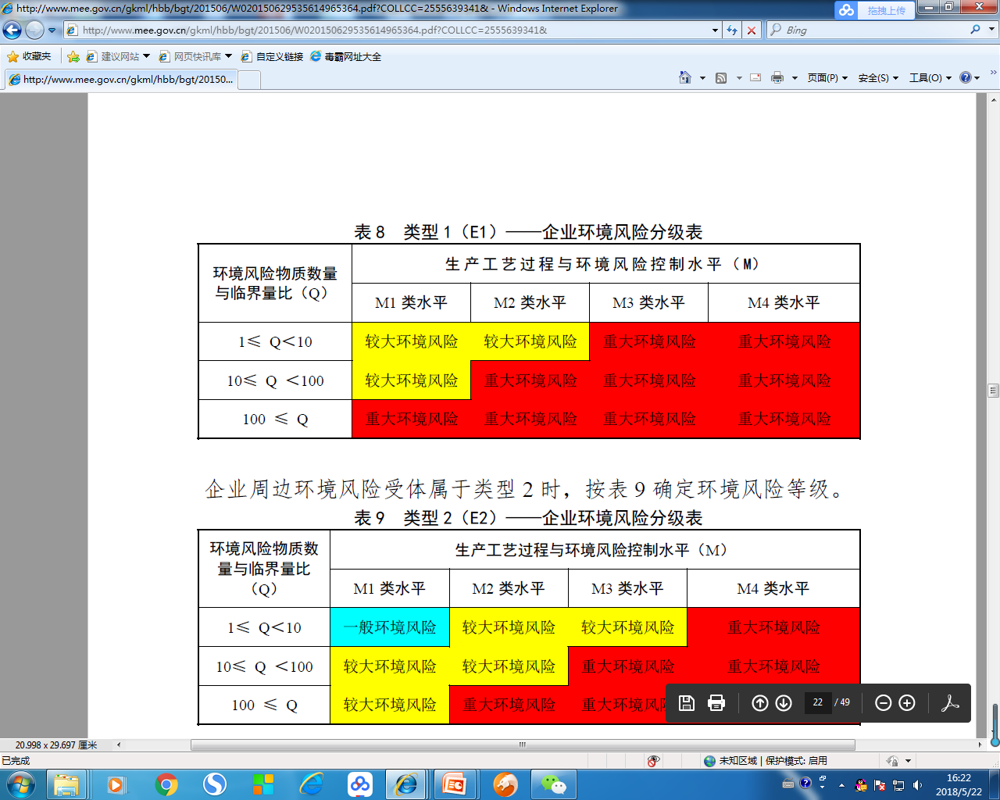 http://www.mee.gov.cn/gkml/hbb/bgt/201506/W020150629535614965364.pdf?COLLCC=2555639341& - Windows Internet Explorer
拖拽上传
http://www.mee.gov.cn/gkml/hbb/bgt/201506/W020150629535614965364.pdf?COLLCC=2555639341&
Bing
收藏夹 建议网站 网页快讯库 自定义链接 毒霸网址大全
http://www.mee.gov.cn/gkml/hbb/bgt/20150...
页面(P) 安全(S) 工具(O)
表 8 类型 1（E1）——企业环境风险分级表
环境风险物质数量与临界量比（Q） 生产工艺过程与环境风险控制水平（M）
M1 类水平 M2 类水平 M3 类水平 M4 类水平
1≤ Q＜10 较大环境风险 较大环境风险 重大环境风险 重大环境风险
10≤ Q ＜100 较大环境风险 重大环境风险 重大环境风险 重大环境风险
100 ≤ Q 重大环境风险 重大环境风险 重大环境风险 重大环境风险
企业周边环境风险受体属于类型 2 时，按表 9 确定环境风险等级。
表 9 类型 2（E2）——企业环境风险分级表
环境风险物质数量与临界量比（Q） 生产工艺过程与环境风险控制水平（M）
M1 类水平 M2 类水平 M3 类水平 M4 类水平
1≤ Q＜10 一般环境风险 较大环境风险 较大环境风险 重大环境风险
10≤ Q ＜100 较大环境风险 较大环境风险 重大环境风险 重大环境风险
100 ≤ Q 较大环境风险 重大环境风险 重大环境风
22 / 49
20.998 x 29.697 厘米
已完成
未知区域 | 保护模式: 启用
16:22
2018/5/22